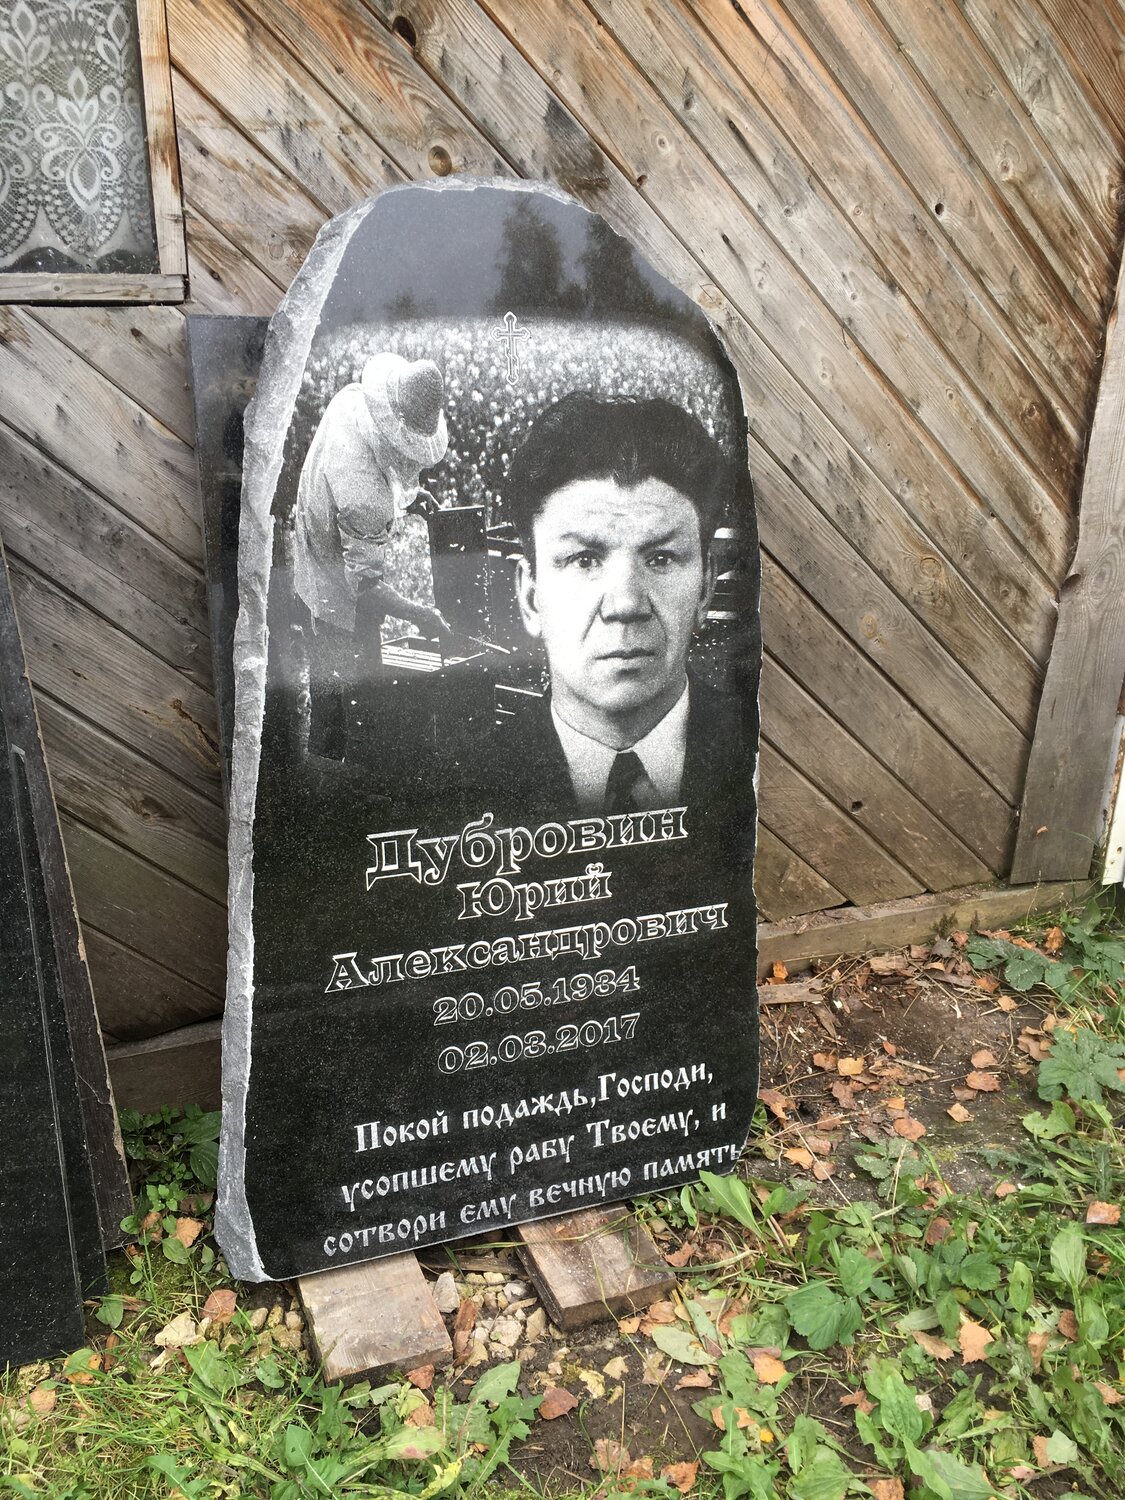 Дубровин
Юрий
Александрович
20.05.1934
02.03.2017
Покой подаждь,Господи,
усопшему рабу Твоему, и
сотвори ему вечную память